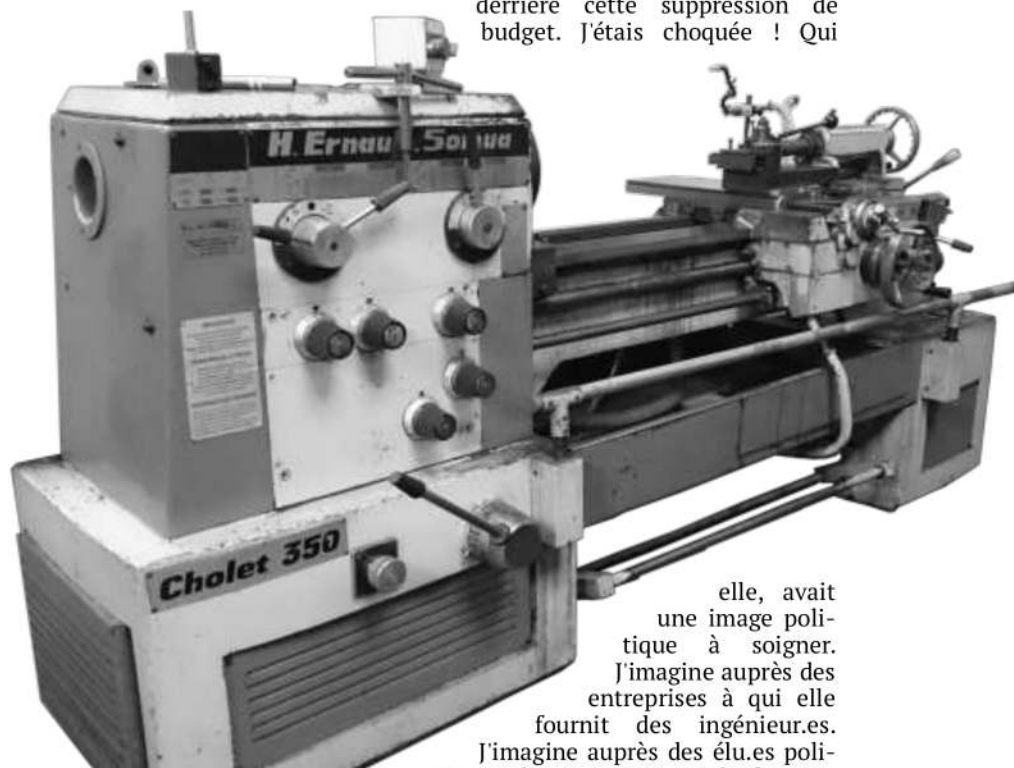 derrière cette suppression de
budget. J'étais choquée ! Qui
H. Ernau Somua
Cholet 350
elle, avait
une image poli-
tique à soigner.
J'imagine auprès des
entreprises à qui elle
fournit des ingénieur.es.
J'imagine auprès des élu.es poli-